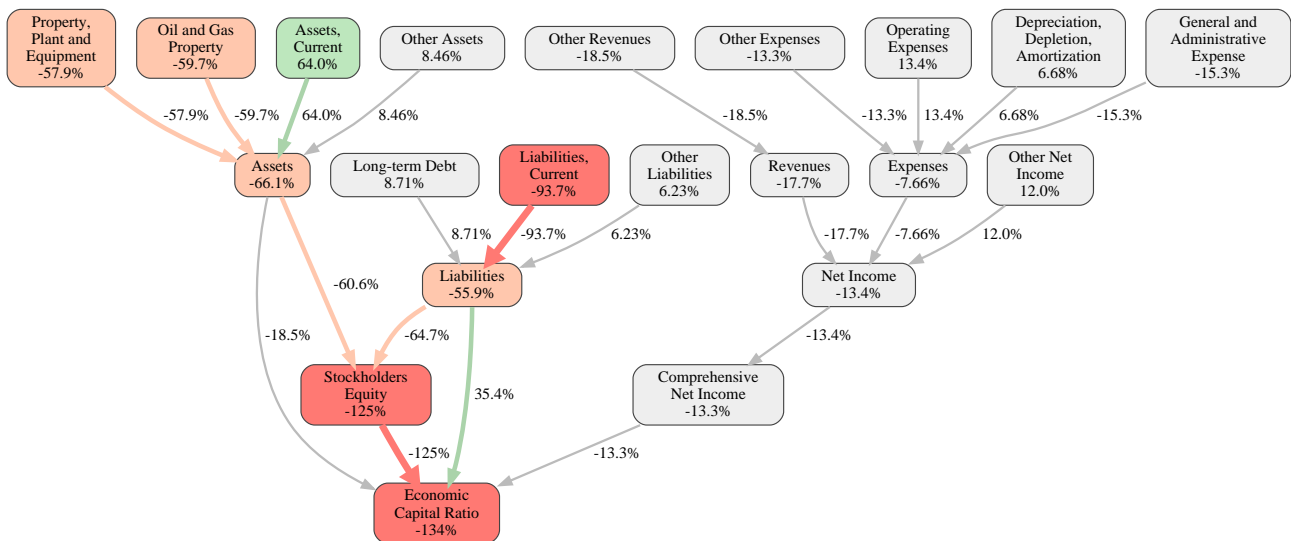 Property,
Plant and
Equipment
-57.9%
Oil and Gas
Property
-59.7%
Assets,
Current
64.0%
Other Assets
8.46%
Other Revenues
-18.5%
Other Expenses
-13.3%
Operating
Expenses
13.4%
Depreciation,
Depletion,
Amortization
6.68%
General and
Administrative
Expense
-15.3%
-57.9%
-59.7%
64.0%
8.46%
-18.5%
-13.3%
13.4%
6.68%
-15.3%
Assets
-66.1%
Long-term Debt
8.71%
Liabilities,
Current
-93.7%
Other
Liabilities
6.23%
Revenues
-17.7%
Expenses
-7.66%
Other Net
Income
12.0%
8.71%
-93.7%
6.23%
-17.7%
-7.66%
12.0%
-60.6%
Liabilities
-55.9%
Net Income
-13.4%
-18.5%
-64.7%
-13.4%
Stockholders
Equity
-125%
35.4%
Comprehensive
Net Income
-13.3%
-125%
-13.3%
Economic
Capital Ratio
-134%